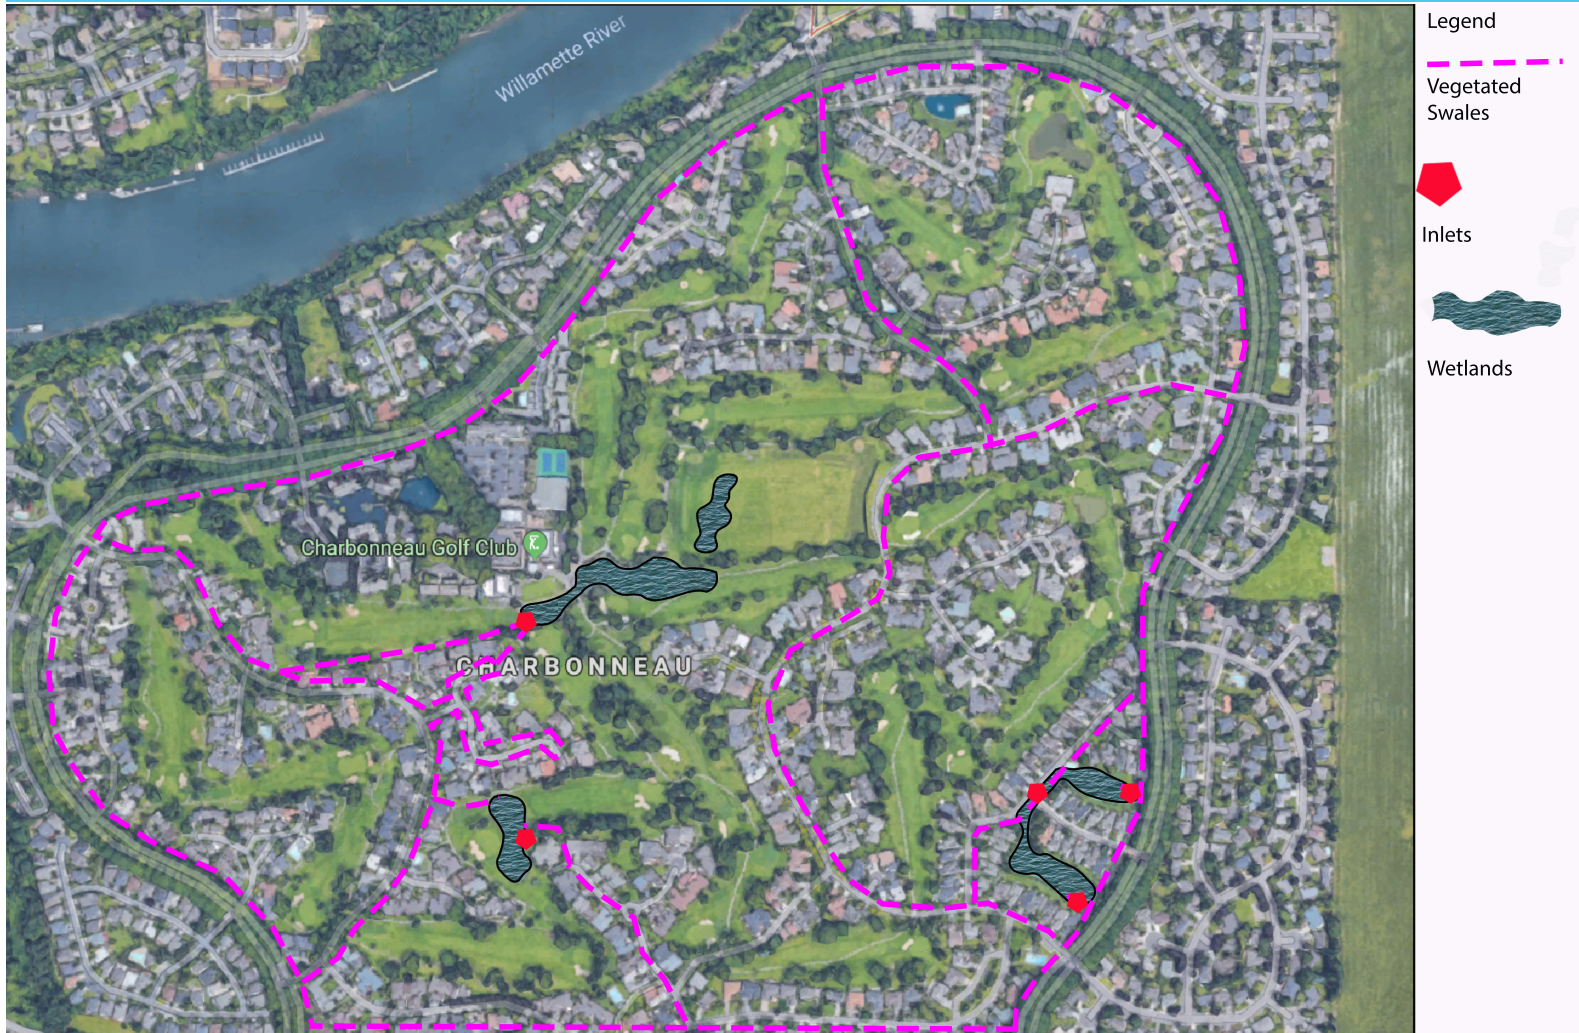 Willamette River
Charbonneau Golf Club
CHARBONNEAU
Legend
Vegetated
Swales
Inlets
Wetlands